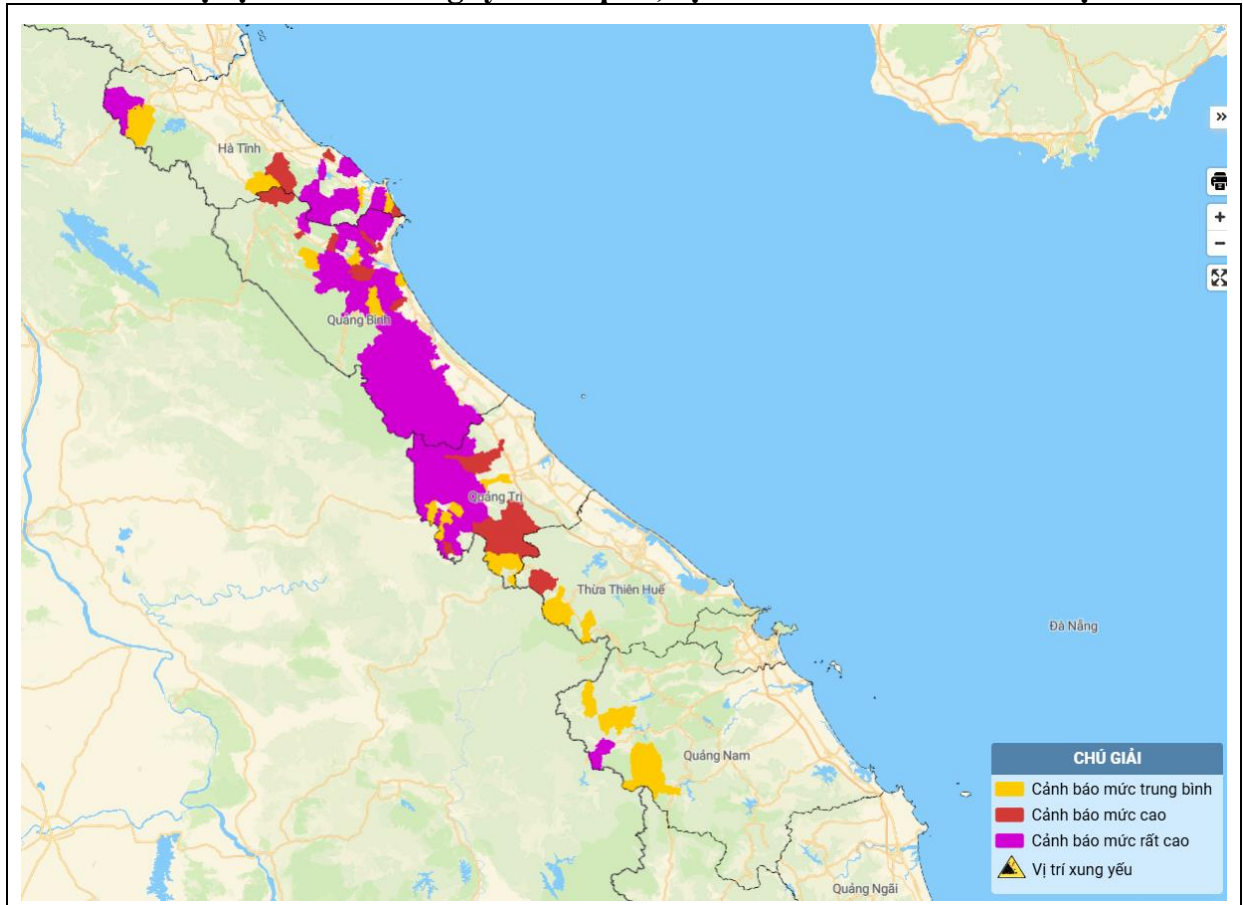 Hà Tĩnh
»
+
−
Quảng Bình
Quảng Trị
Thừa Thiên Huế
Đà Nẵng
Quảng Nam
CHÚ GIẢI
Cảnh báo mức trung bình
Cảnh báo mức cao
Cảnh báo mức rất cao
Vị trí xung yếu
Quảng Ngãi